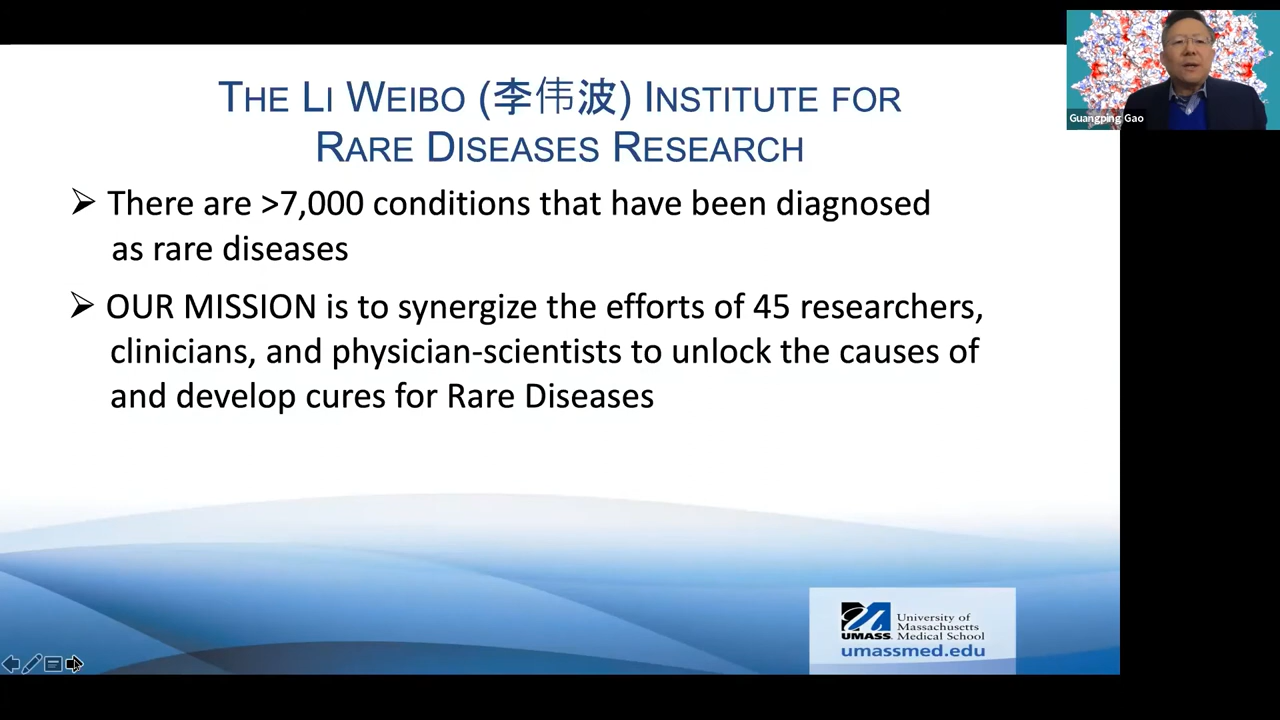 THE LI WEIBO (李伟波) INSTITUTE FOR
RARE DISEASES RESEARCH
➢ There are >7,000 conditions that have been diagnosed
as rare diseases
➢ OUR MISSION is to synergize the efforts of 45 researchers,
clinicians, and physician-scientists to unlock the causes of
and develop cures for Rare Diseases
Guangping Gao
UMASS
University of
Massachusetts
Medical School
umassmed.edu